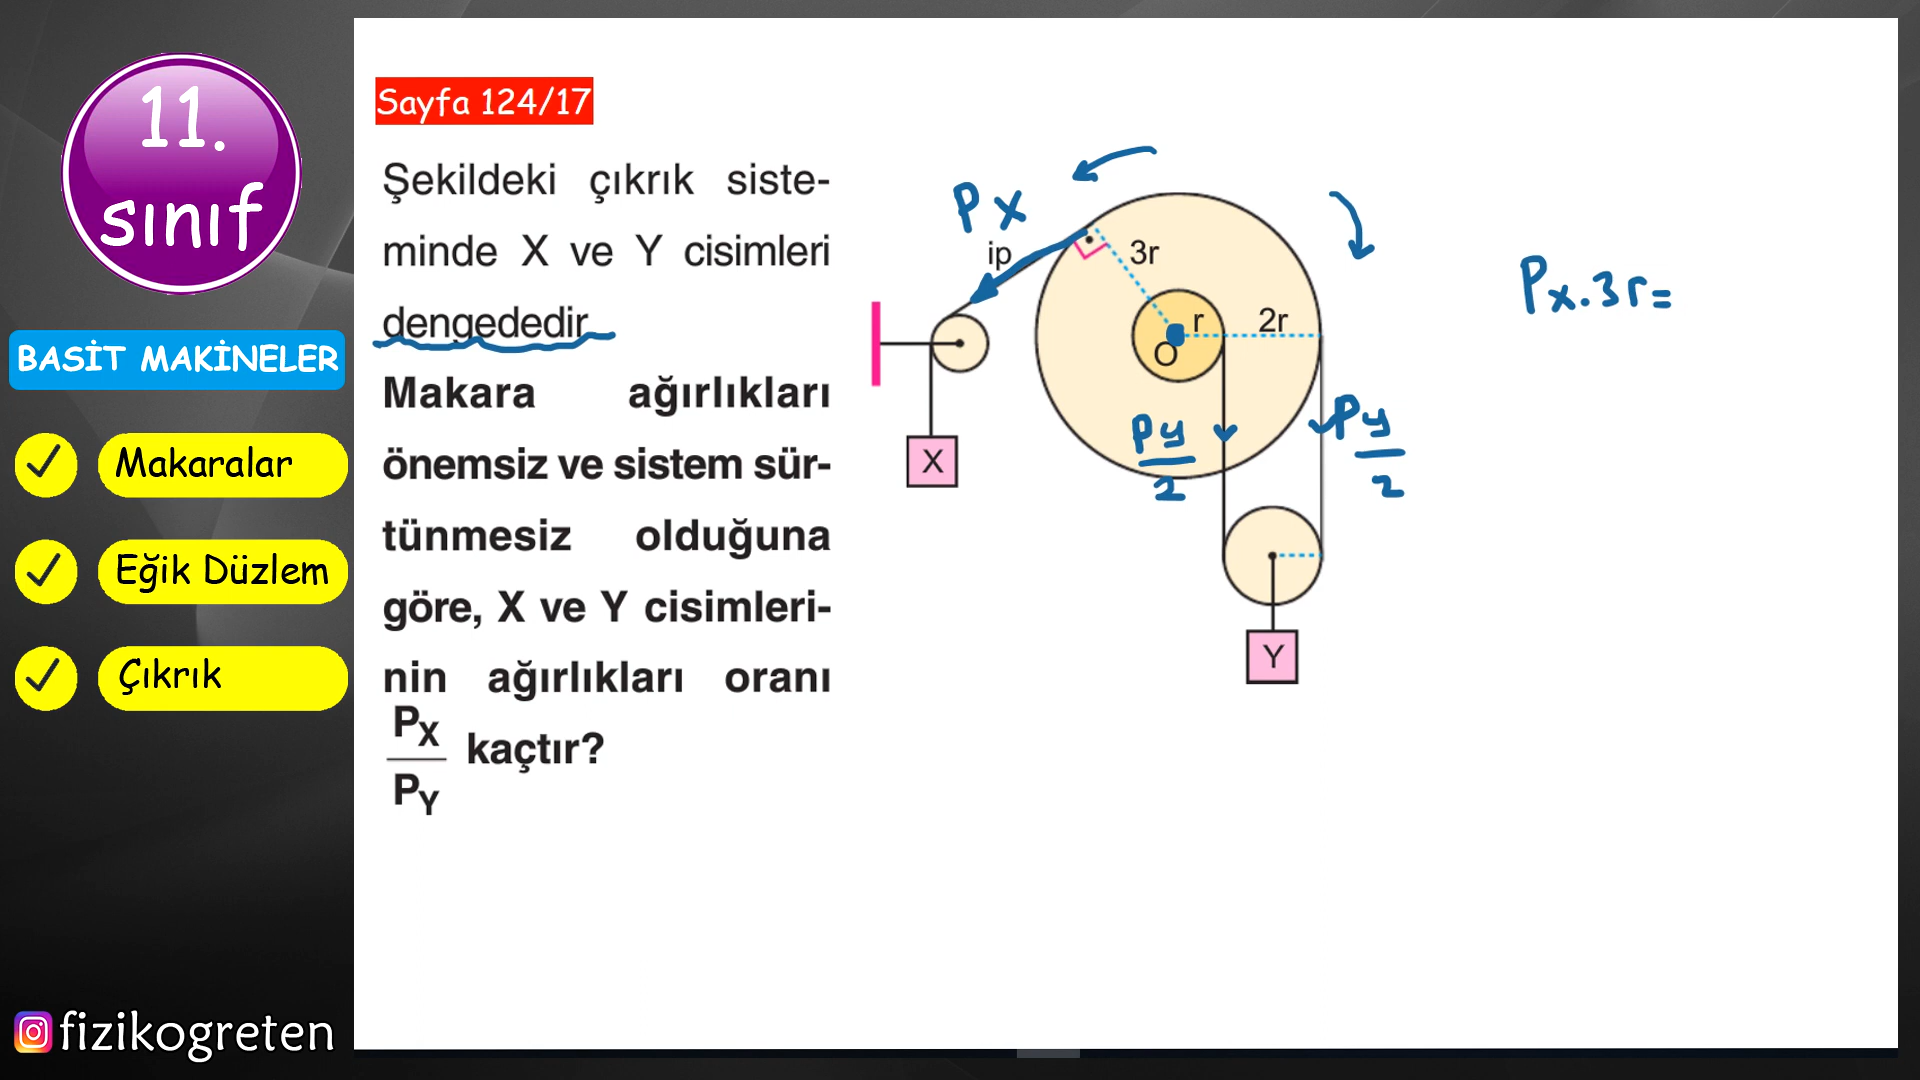 11.
sınıf
BASİT MAKİNELER
Makaralar
Eğik Düzlem
Çıkrık
fizikogreten
Sayfa 124/17
Şekildeki çıkrık siste-
minde X ve Y cisimleri
dengededir.
Makara ağırlıkları
önemsiz ve sistem sür-
tünmesiz olduğuna
göre, X ve Y cisimleri-
nin ağırlıkları oranı
PX
PY
kaçtır?
Px
ip
3r
r
2r
O
X
Py
2
Py
2
Y
Px.3r=